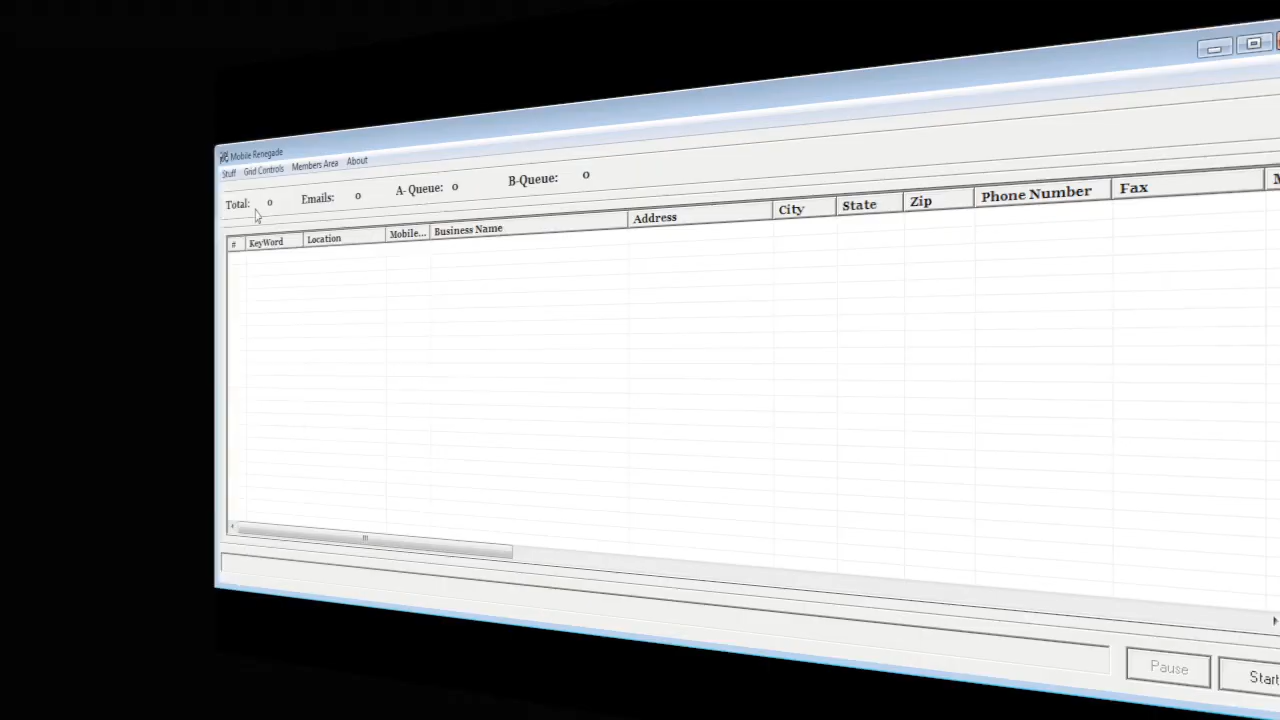 Mobile Renegade
Stuff Grid Controls Members Area About
Total: 0 Emails: 0 A- Queue: 0 B-Queue: 0
# KeyWord Location Mobile... Business Name Address City State Zip Phone Number Fax
Pause Start